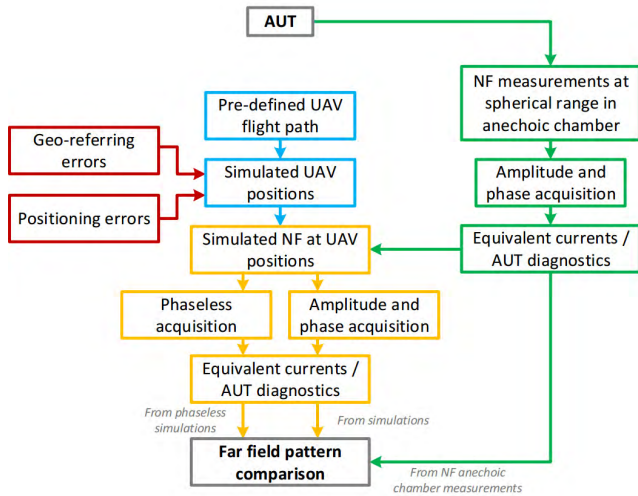 AUT
NF measurements at
spherical range in
anechoic chamber
Pre-defined UAV
flight path
Geo-referring
errors
Simulated UAV
positions
Amplitude and
phase acquisition
Positioning errors
Simulated NF at UAV
positions
Equivalent currents /
AUT diagnostics
Phaseless
acquisition
Amplitude and
phase acquisition
Equivalent currents /
AUT diagnostics
From phaseless
simulations
From simulations
Far field pattern
comparison
From NF anechoic
chamber measurements